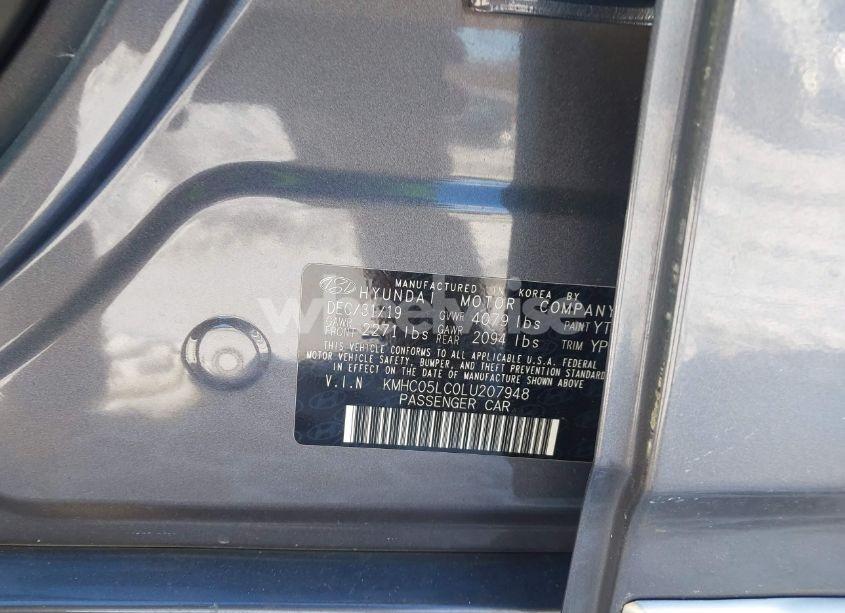 MANUFACTURED IN KOREA BY
HYUNDAI MOTOR COMPANY
DEC/31/19 GVWR 4079 lbs PAINT YT
GAWR FRONT 2271 lbs GAWR REAR 2094 lbs TRIM YP
THIS VEHICLE CONFORMS TO ALL APPLICABLE U.S.A. FEDERAL
MOTOR VEHICLE SAFETY, BUMPER, AND THEFT PREVENTION STANDARDS
IN EFFECT ON THE DATE OF MANUFACTURE SHOWN ABOVE
V.I.N KMHC05LC0LU207948
PASSENGER CAR